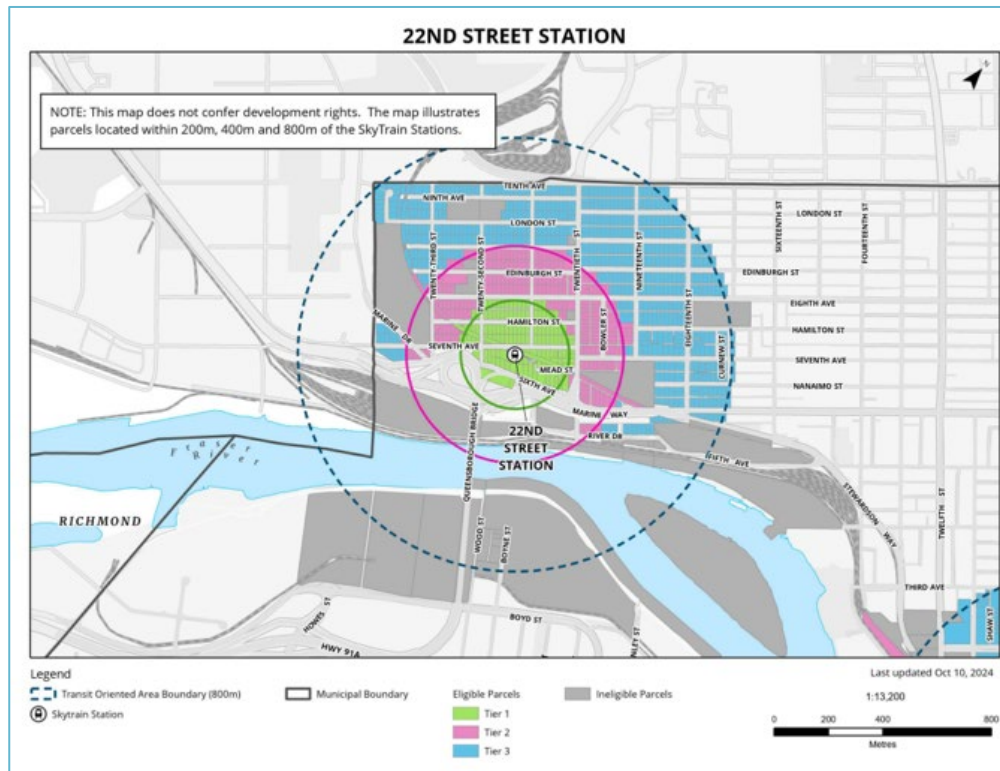 22ND STREET STATION
N
NOTE: This map does not confer development rights. The map illustrates
parcels located within 200m, 400m and 800m of the SkyTrain Stations.
TENTH AVE
NINTH AVE
LONDON ST
LONDON ST
SIXTEENTH ST
FOURTEENTH ST
TWENTY-THIRD ST
TWENTY-SECOND ST
TWENTIETH ST
NINETEENTH ST
EDINBURGH ST
EDINBURGH ST
EIGHTH AVE
HAMILTON ST
HAMILTON ST
BOWLER ST
EIGHTEENTH ST
CURNEW ST
MARINE DR
SEVENTH AVE
SEVENTH AVE
MEAD ST
SIXTH AVE
NANAIMO ST
MARINE WAY
22ND
STREET
STATION
RIVER DR
FIFTH AVE
QUEENSBOROUGH BRIDGE
Fraser
River
RICHMOND
WOOD ST
BOYNE ST
STEWARDSON WAY
TWELFTH ST
THIRD AVE
SHAW ST
HOWES ST
BOYD ST
HWY 91A
NLEY ST
Legend
Last updated Oct 10, 2024
Transit Oriented Area Boundary (800m)
Municipal Boundary
Eligible Parcels
Ineligible Parcels
1:13,200
Skytrain Station
Tier 1
Tier 2
Tier 3
0 200 400 800
Metres